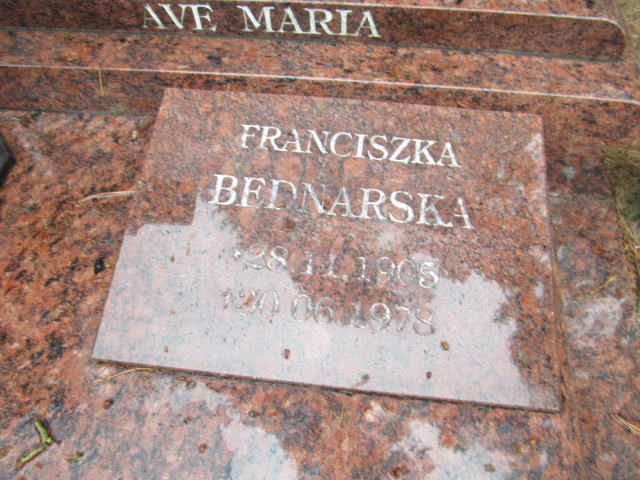 AVE MARIA
FRANCISZKA
BEDNARSKA
*28.11.1905
†30.06.1978